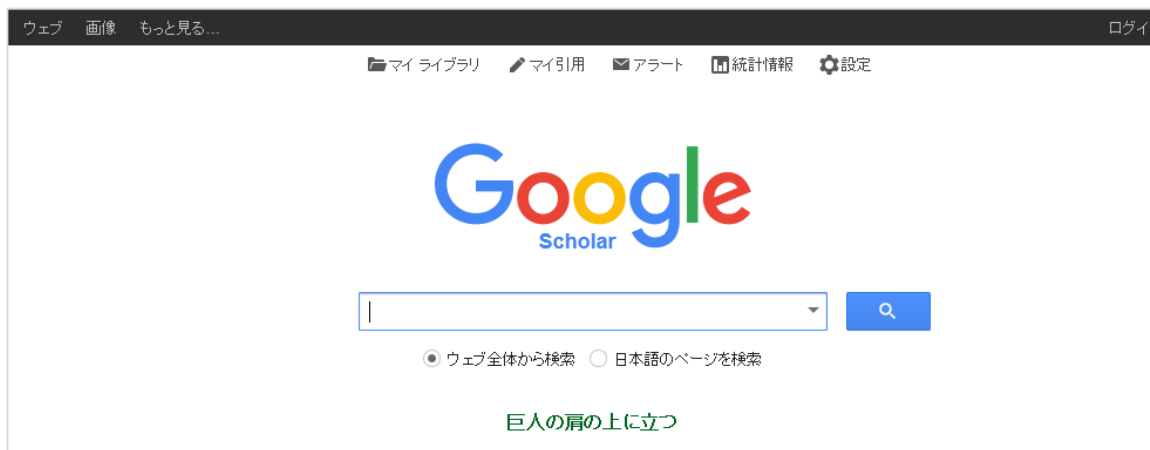 ウェブ 画像 もっと見る... ログイ
マイ ライブラリ マイ引用 アラート 統計情報 設定
Google
Scholar
ウェブ全体から検索 日本語のページを検索
巨人の肩の上に立つ